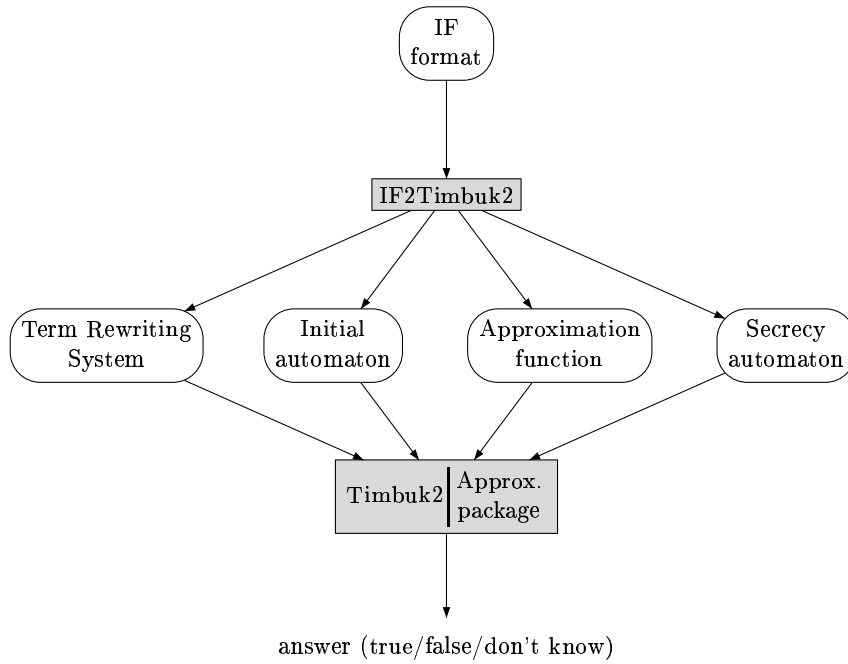 IF
format
IF2Timbuk2
Term Rewriting
System
Initial
automaton
Approximation
function
Secrecy
automaton
Timbuk2
Approx.
package
answer (true/false/don't know)